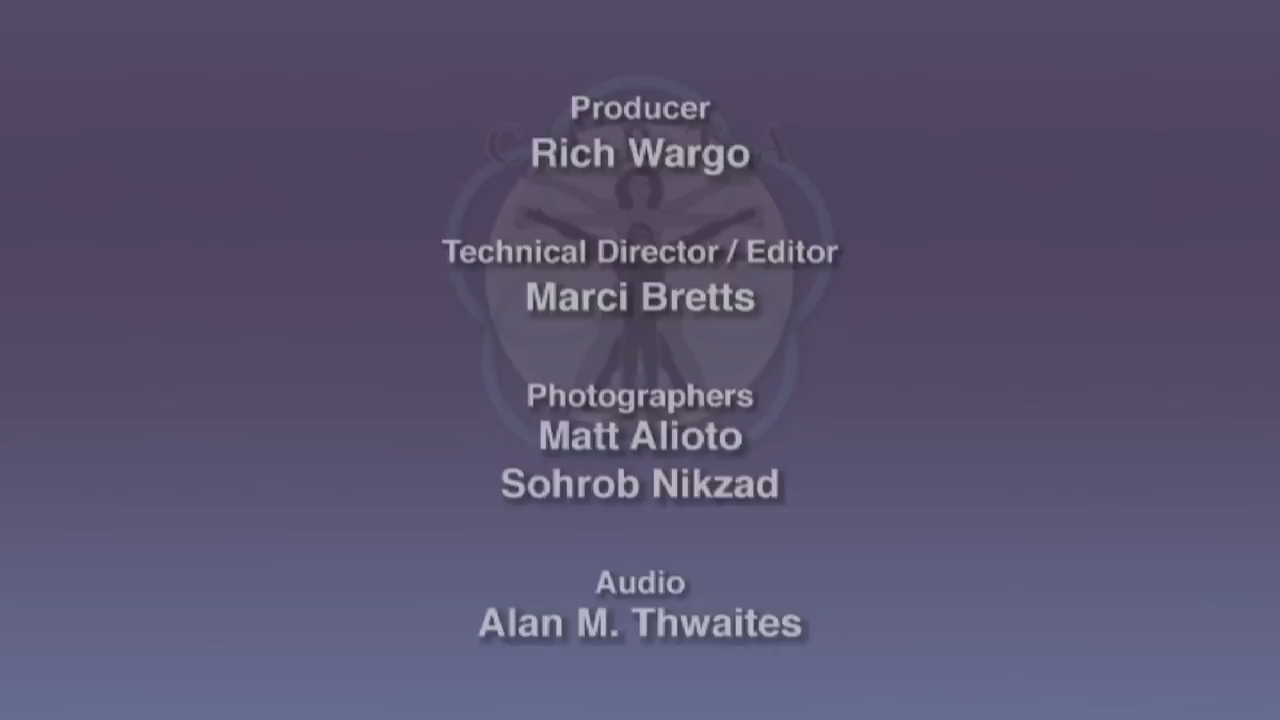 Producer
Rich Wargo
Technical Director / Editor
Marci Bretts
Photographers
Matt Alioto
Sohrob Nikzad
Audio
Alan M. Thwaites